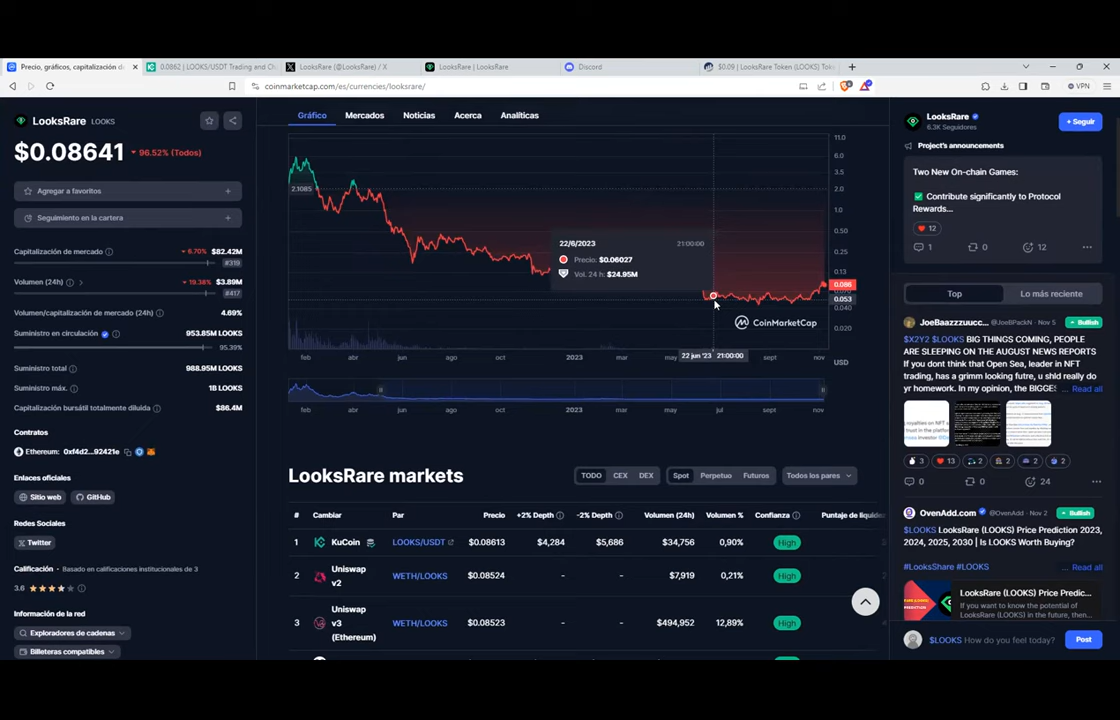 Precio, gráficos, capitalización d
0.0862 | LOOKS/USDT Trading and Ch
LooksRare (@LooksRare) / X
LooksRare | LooksRare
Discord
$0.09 | LooksRare Token (LOOKS) Tok
coinmarketcap.com/es/currencies/looksrare/
VPN
LooksRare LOOKS
$0.08641
96.52% (Todos)
Agregar a favoritos
Seguimiento en la cartera
Capitalización de mercado
6.70% $82.42M
#319
Volumen (24h)
19.38% $3.89M
#417
Volumen/capitalización de mercado (24h)
4.69%
Suministro en circulación
953.85M LOOKS
95.39%
Suministro total
988.95M LOOKS
Suministro máx.
1B LOOKS
Capitalización bursátil totalmente diluida
$86.4M
Contratos
Ethereum: 0xf4d2...92421e
Enlaces oficiales
Sitio web
GitHub
Redes Sociales
Twitter
Calificación · Basado en calificaciones institucionales de 3
3.6
Información de la red
Exploradores de cadenas
Billeteras compatibles
Gráfico
Mercados
Noticias
Acerca
Analíticas
2.1085
22/6/2023
21:00:00
Precio: $0.06027
Vol. 24 h: $24.95M
CoinMarketCap
11.0
6.0
3.5
2.0
1.0
0.50
0.25
0.13
0.086
0.053
0.040
0.020
USD
feb
abr
jun
ago
oct
2023
mar
may
22 jun '23 21:00:00
sept
nov
feb
abr
jun
ago
oct
2023
mar
may
jul
sept
nov
LooksRare markets
TODO
CEX
DEX
Spot
Perpetuo
Futuros
Todos los pares
# Cambiar Par Precio +2% Depth -2% Depth Volumen (24h) Volumen % Confianza Puntaje de liquide
1 KuCoin LOOKS/USDT $0.08613 $4,284 $5,686 $34,756 0,90% High
2 Uniswap v2 WETH/LOOKS $0.08524 - - $7,919 0,21% High
3 Uniswap v3 (Ethereum) WETH/LOOKS $0.08523 - - $494,952 12,89% High
LooksRare
6.3K Seguidores
+ Seguir
Project's announcements
Two New On-chain Games:
✅ Contribute significantly to Protocol
Rewards...
12
1
0
12
Top
Lo más reciente
JoeBaazzzuucc... @JoeBPackN · Nov 5
Bullish
$X2Y2 $LOOKS BIG THINGS COMING, PEOPLE
ARE SLEEPING ON THE AUGUST NEWS REPORTS
If you dont think that Open Sea, leader in NFT
trading, has a grimm looking futre, u shld really do
yr homework. In my opinion, the BIGGES
... Read all
3
13
2
2
2
2
0
0
24
OvenAdd.com @OvenAdd · Nov 2
Bullish
$LOOKS LooksRare (LOOKS) Price Prediction 2023,
2024, 2025, 2030 | Is LOOKS Worth Buying?
#LooksShare #LOOKS
... Read all
LooksRare (LOOKS) Price Predic...
If you want to know the potential of
LooksRare (LOOKS) in the future, then
$LOOKS How do you feel today?
Post